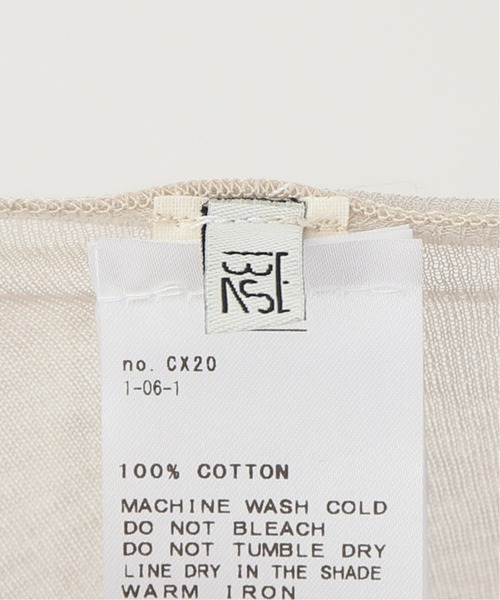 no. CX20
1-06-1
100% COTTON
MACHINE WASH COLD
DO NOT BLEACH
DO NOT TUMBLE DRY
LINE DRY IN THE SHADE
WARM IRON